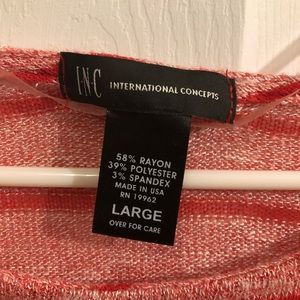 INC INTERNATIONAL CONCEPTS
58% RAYON
39% POLYESTER
3% SPANDEX
MADE IN USA
RN 19962
LARGE
OVER FOR CARE